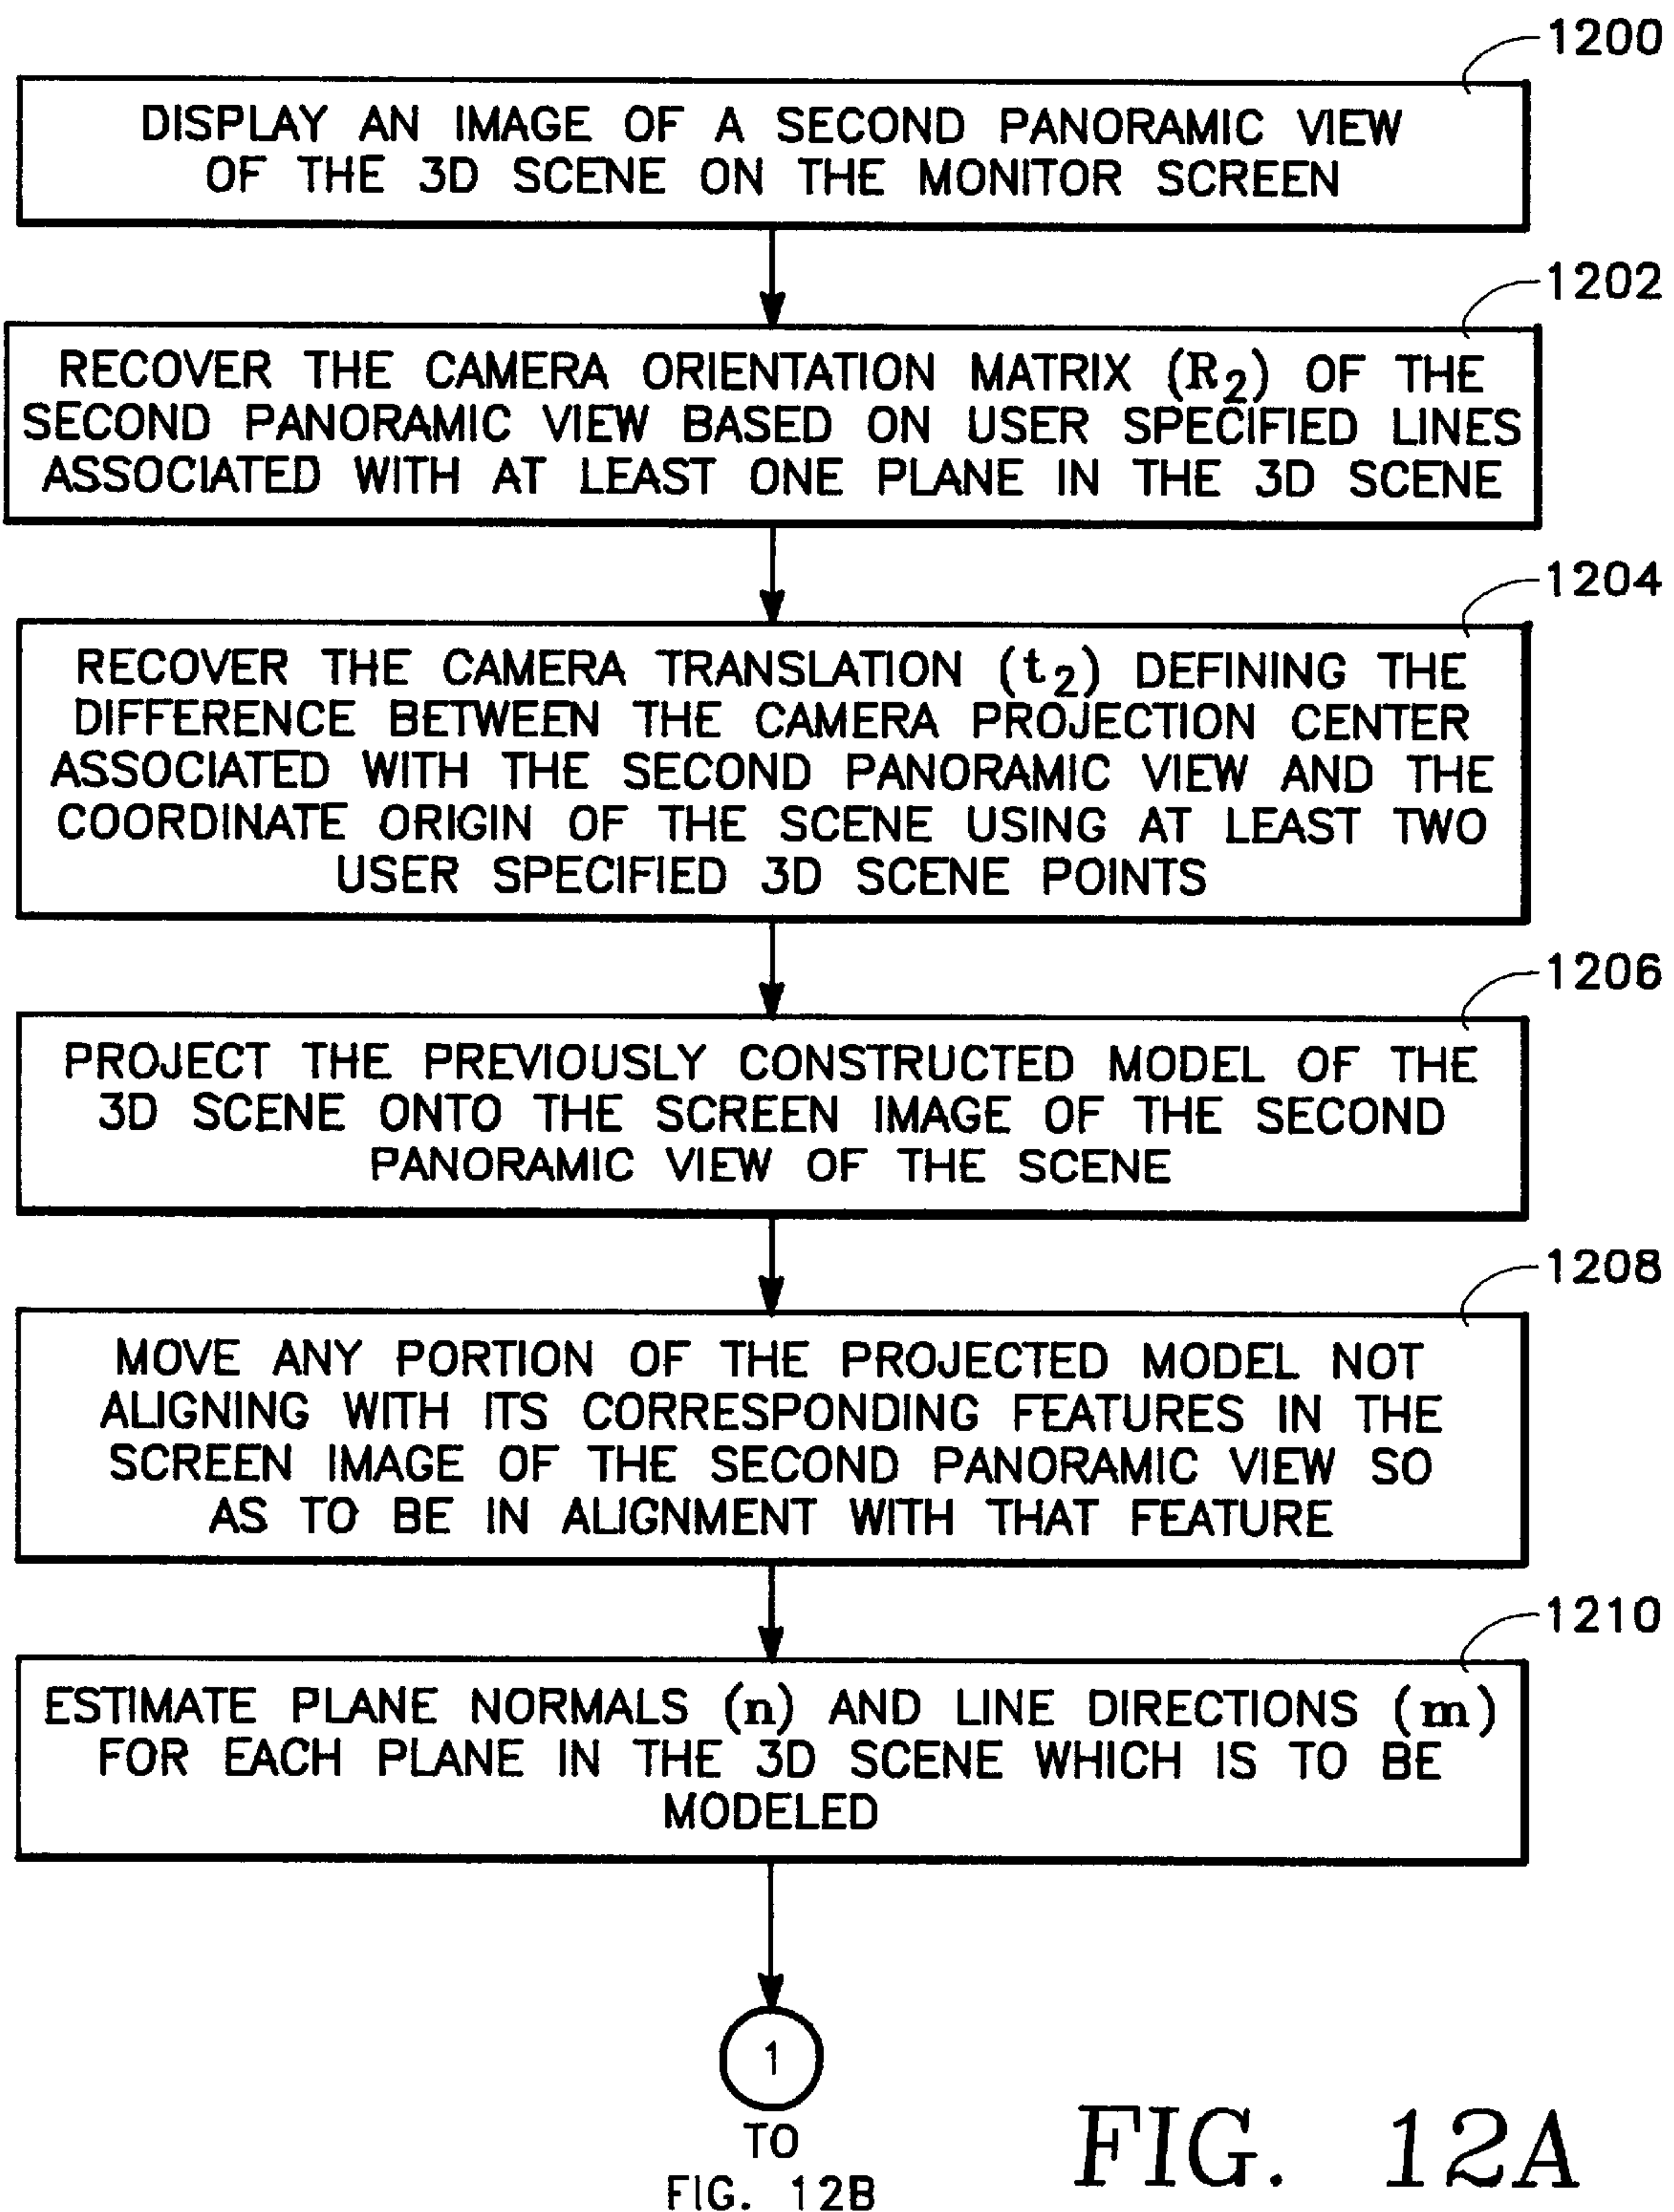 1200
DISPLAY AN IMAGE OF A SECOND PANORAMIC VIEW
OF THE 3D SCENE ON THE MONITOR SCREEN
1202
RECOVER THE CAMERA ORIENTATION MATRIX (R₂) OF THE
SECOND PANORAMIC VIEW BASED ON USER SPECIFIED LINES
ASSOCIATED WITH AT LEAST ONE PLANE IN THE 3D SCENE
1204
RECOVER THE CAMERA TRANSLATION (t₂) DEFINING THE
DIFFERENCE BETWEEN THE CAMERA PROJECTION CENTER
ASSOCIATED WITH THE SECOND PANORAMIC VIEW AND THE
COORDINATE ORIGIN OF THE SCENE USING AT LEAST TWO
USER SPECIFIED 3D SCENE POINTS
1206
PROJECT THE PREVIOUSLY CONSTRUCTED MODEL OF THE
3D SCENE ONTO THE SCREEN IMAGE OF THE SECOND
PANORAMIC VIEW OF THE SCENE
1208
MOVE ANY PORTION OF THE PROJECTED MODEL NOT
ALIGNING WITH ITS CORRESPONDING FEATURES IN THE
SCREEN IMAGE OF THE SECOND PANORAMIC VIEW SO
AS TO BE IN ALIGNMENT WITH THAT FEATURE
1210
ESTIMATE PLANE NORMALS (n) AND LINE DIRECTIONS (m)
FOR EACH PLANE IN THE 3D SCENE WHICH IS TO BE
MODELED
1
TO
FIG. 12B
FIG. 12A